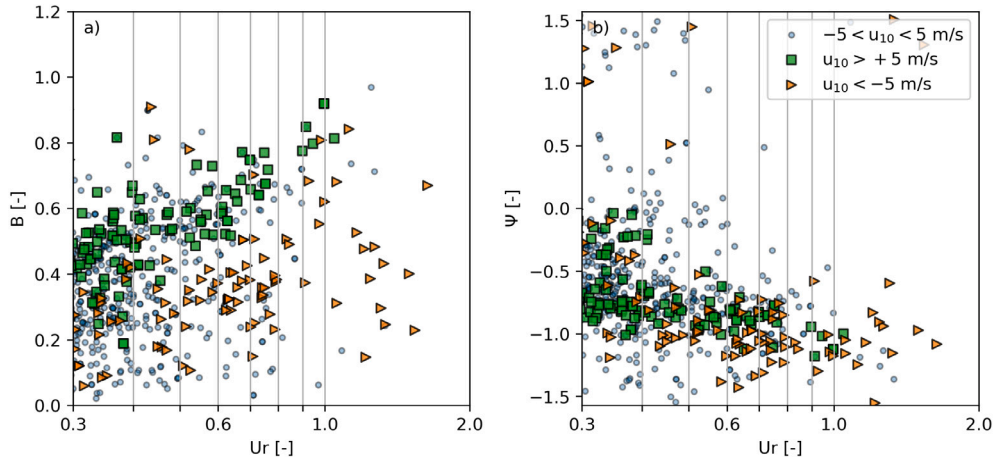 a)
1.2
1.0
0.8
0.6
0.4
0.2
0.0
B [-]
0.3
0.6
1.0
2.0
Ur [-]
b)
1.5
1.0
0.5
0.0
−0.5
−1.0
−1.5
Ψ [-]
0.3
0.6
1.0
2.0
Ur [-]
−5 < u₁₀ < 5 m/s
u₁₀ > +5 m/s
u₁₀ < −5 m/s